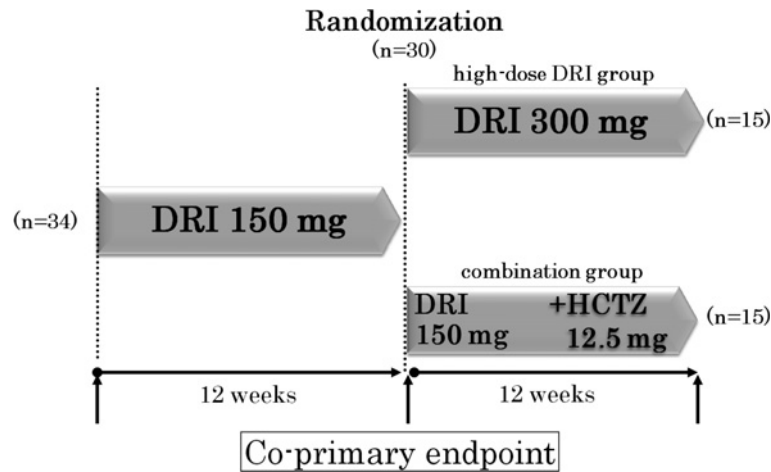 Randomization
(n=30)
high-dose DRI group
DRI 300 mg
(n=15)
(n=34)
DRI 150 mg
combination group
DRI +HCTZ
150 mg 12.5 mg
(n=15)
12 weeks
12 weeks
Co-primary endpoint